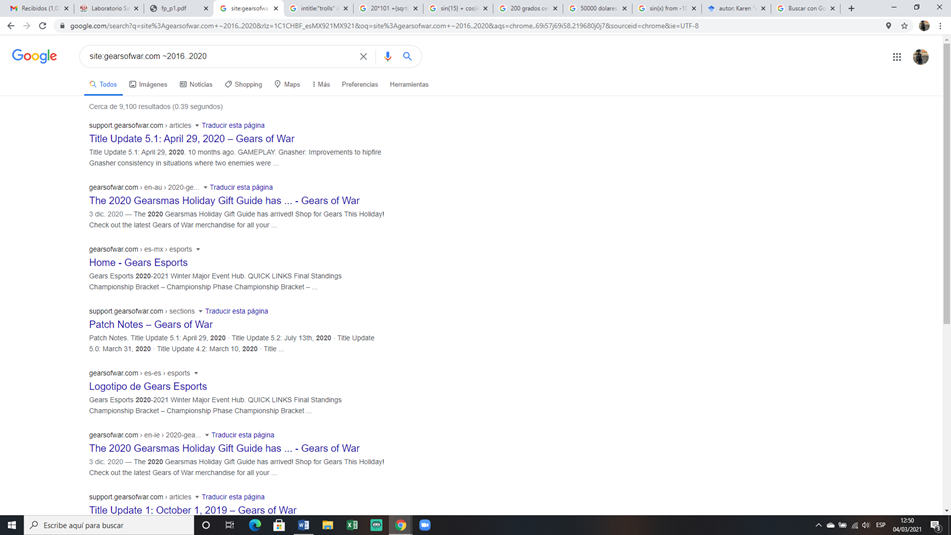 Recibidos (1,0
Laboratorio Sa
fp_p1.pdf
site:gearsofwar
intitle:"trolls"
20*101 +(sqrt
sin(15) + cos(
200 grados ce
50000 dolares
sin(x) from -10
autor: Karen
Buscar con Go
google.com/search?q=site%3Agearsofwar.com+~2016..2020&rlz=1C1CHBF_esMX921MX921&oq=site%3Agearsofwar.com+~2016..2020&aqs=chrome..69i57j69i58.219680j0j7&sourceid=chrome&ie=UTF-8
Google
site:gearsofwar.com ~2016..2020
Todos
Imágenes
Noticias
Shopping
Maps
Más
Preferencias
Herramientas
Cerca de 9,100 resultados (0.39 segundos)
support.gearsofwar.com › articles Traducir esta página
Title Update 5.1: April 29, 2020 – Gears of War
Title Update 5.1: April 29, 2020. 10 months ago. GAMEPLAY. Gnasher: Improvements to hipfire
Gnasher consistency in situations where two enemies were ...
gearsofwar.com › en-au › 2020-ge... Traducir esta página
The 2020 Gearsmas Holiday Gift Guide has ... - Gears of War
3 dic. 2020 — The 2020 Gearsmas Holiday Gift Guide has arrived! Shop for Gears This Holiday!
Check out the latest Gears of War merchandise for all your ...
gearsofwar.com › es-mx › esports
Home - Gears Esports
Gears Esports 2020-2021 Winter Major Event Hub. QUICK LINKS Final Standings
Championship Bracket – Championship Phase Championship Bracket – ...
support.gearsofwar.com › sections Traducir esta página
Patch Notes – Gears of War
Patch Notes. Title Update 5.1: April 29, 2020 · Title Update 5.2: July 13th, 2020 · Title Update
5.0: March 31, 2020 · Title Update 4.2: March 10, 2020 · Title ...
gearsofwar.com › es-es › esports
Logotipo de Gears Esports
Gears Esports 2020-2021 Winter Major Event Hub. QUICK LINKS Final Standings
Championship Bracket – Championship Phase Championship Bracket ...
gearsofwar.com › en-ie › 2020-gea... Traducir esta página
The 2020 Gearsmas Holiday Gift Guide has ... - Gears of War
3 dic. 2020 — The 2020 Gearsmas Holiday Gift Guide has arrived! Shop for Gears This Holiday!
Check out the latest Gears of War merchandise for all your ...
support.gearsofwar.com › articles Traducir esta página
Title Update 1: October 1, 2019 – Gears of War
Escribe aquí para buscar
ESP
12:50
04/03/2021